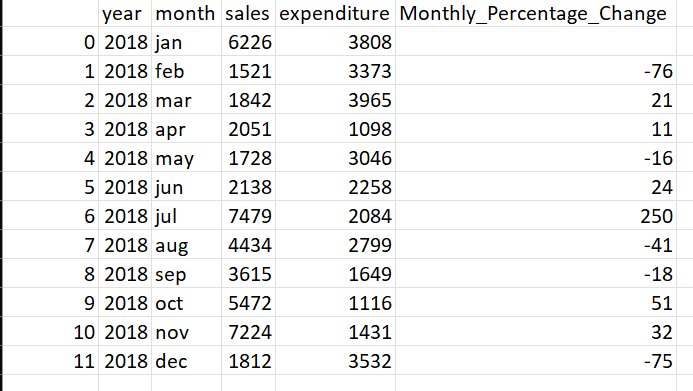 year month sales expenditure Monthly_Percentage_Change
0 2018 jan 6226 3808
1 2018 feb 1521 3373 -76
2 2018 mar 1842 3965 21
3 2018 apr 2051 1098 11
4 2018 may 1728 3046 -16
5 2018 jun 2138 2258 24
6 2018 jul 7479 2084 250
7 2018 aug 4434 2799 -41
8 2018 sep 3615 1649 -18
9 2018 oct 5472 1116 51
10 2018 nov 7224 1431 32
11 2018 dec 1812 3532 -75